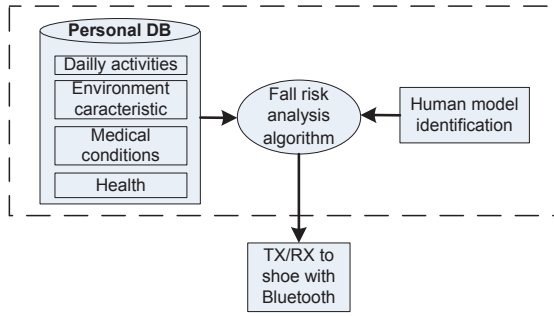 Personal DB
Dailly activities
Environment
caracteristic
Medical
conditions
Health
Fall risk
analysis
algorithm
Human model
identification
TX/RX to
shoe with
Bluetooth